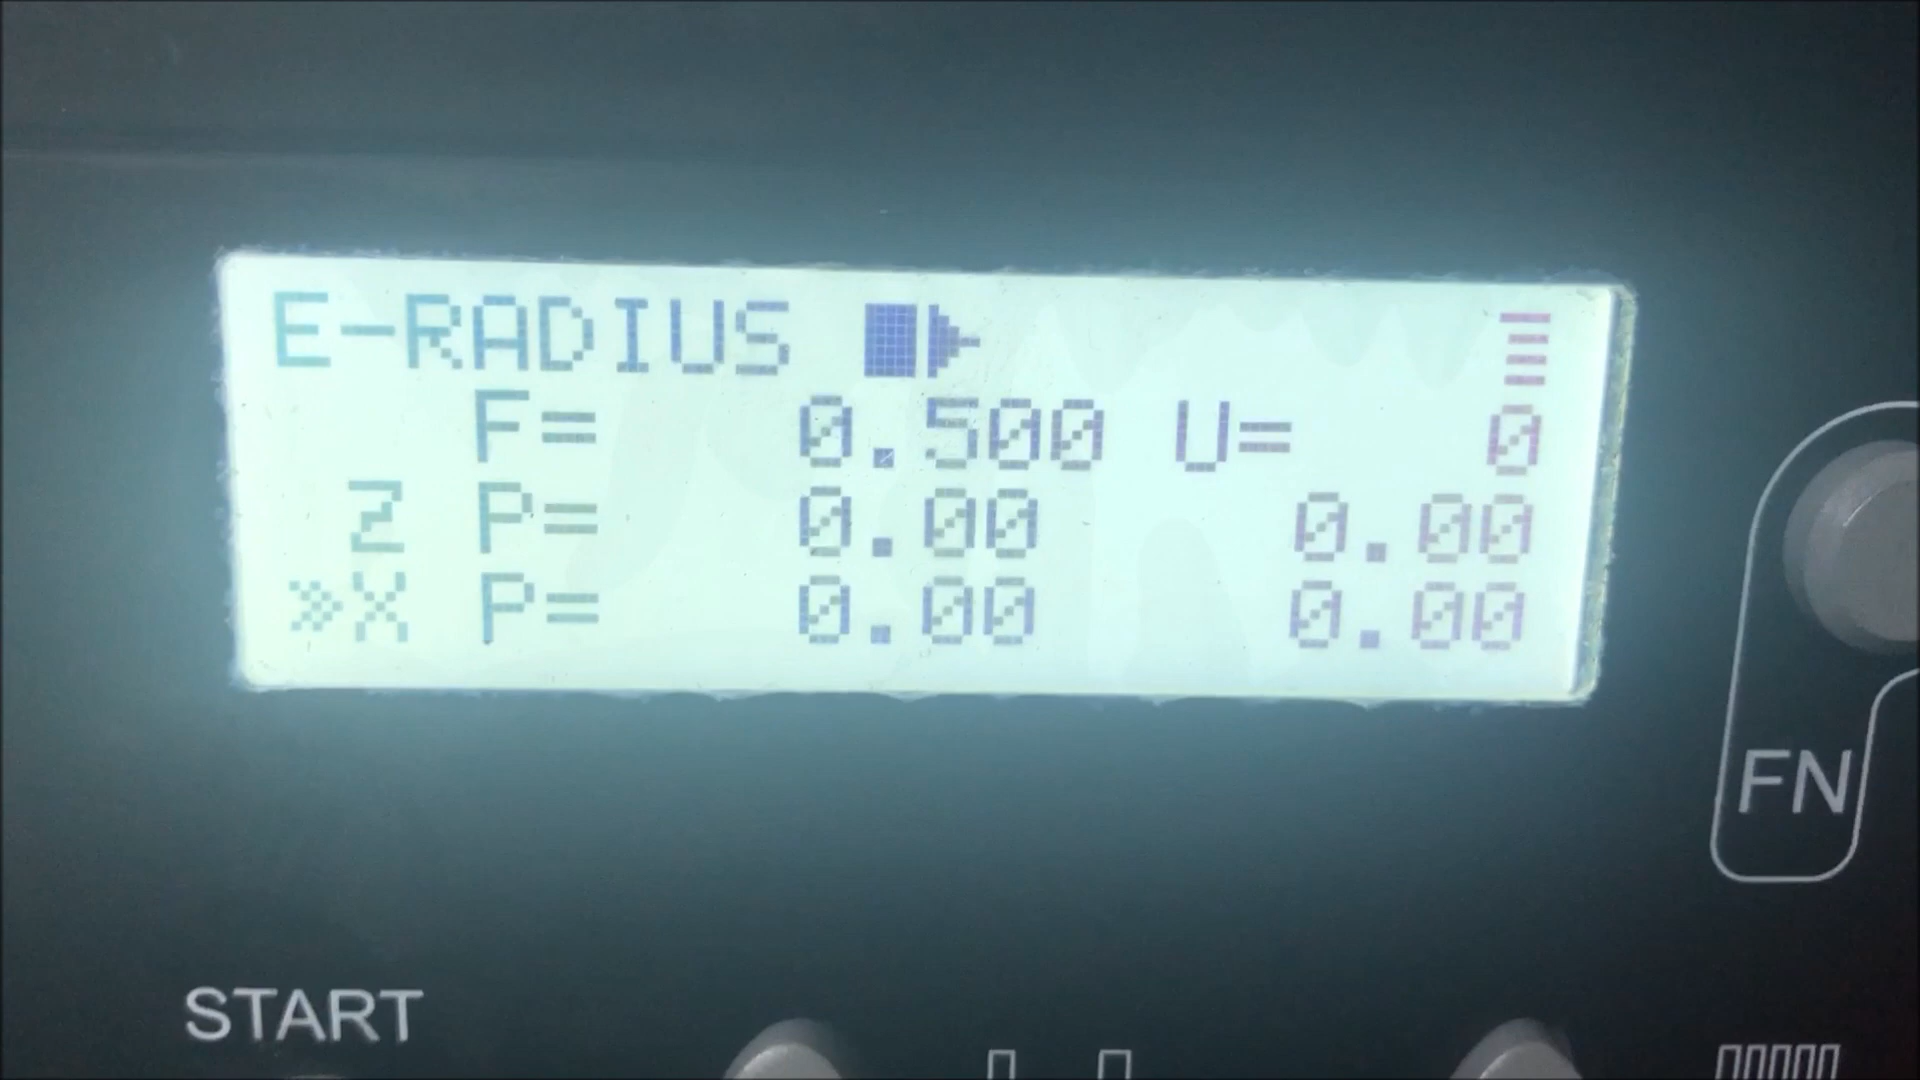 E-RADIUS
F= 0.500 U= 0
Z P= 0.00 0.00
»X P= 0.00 0.00
FN
START